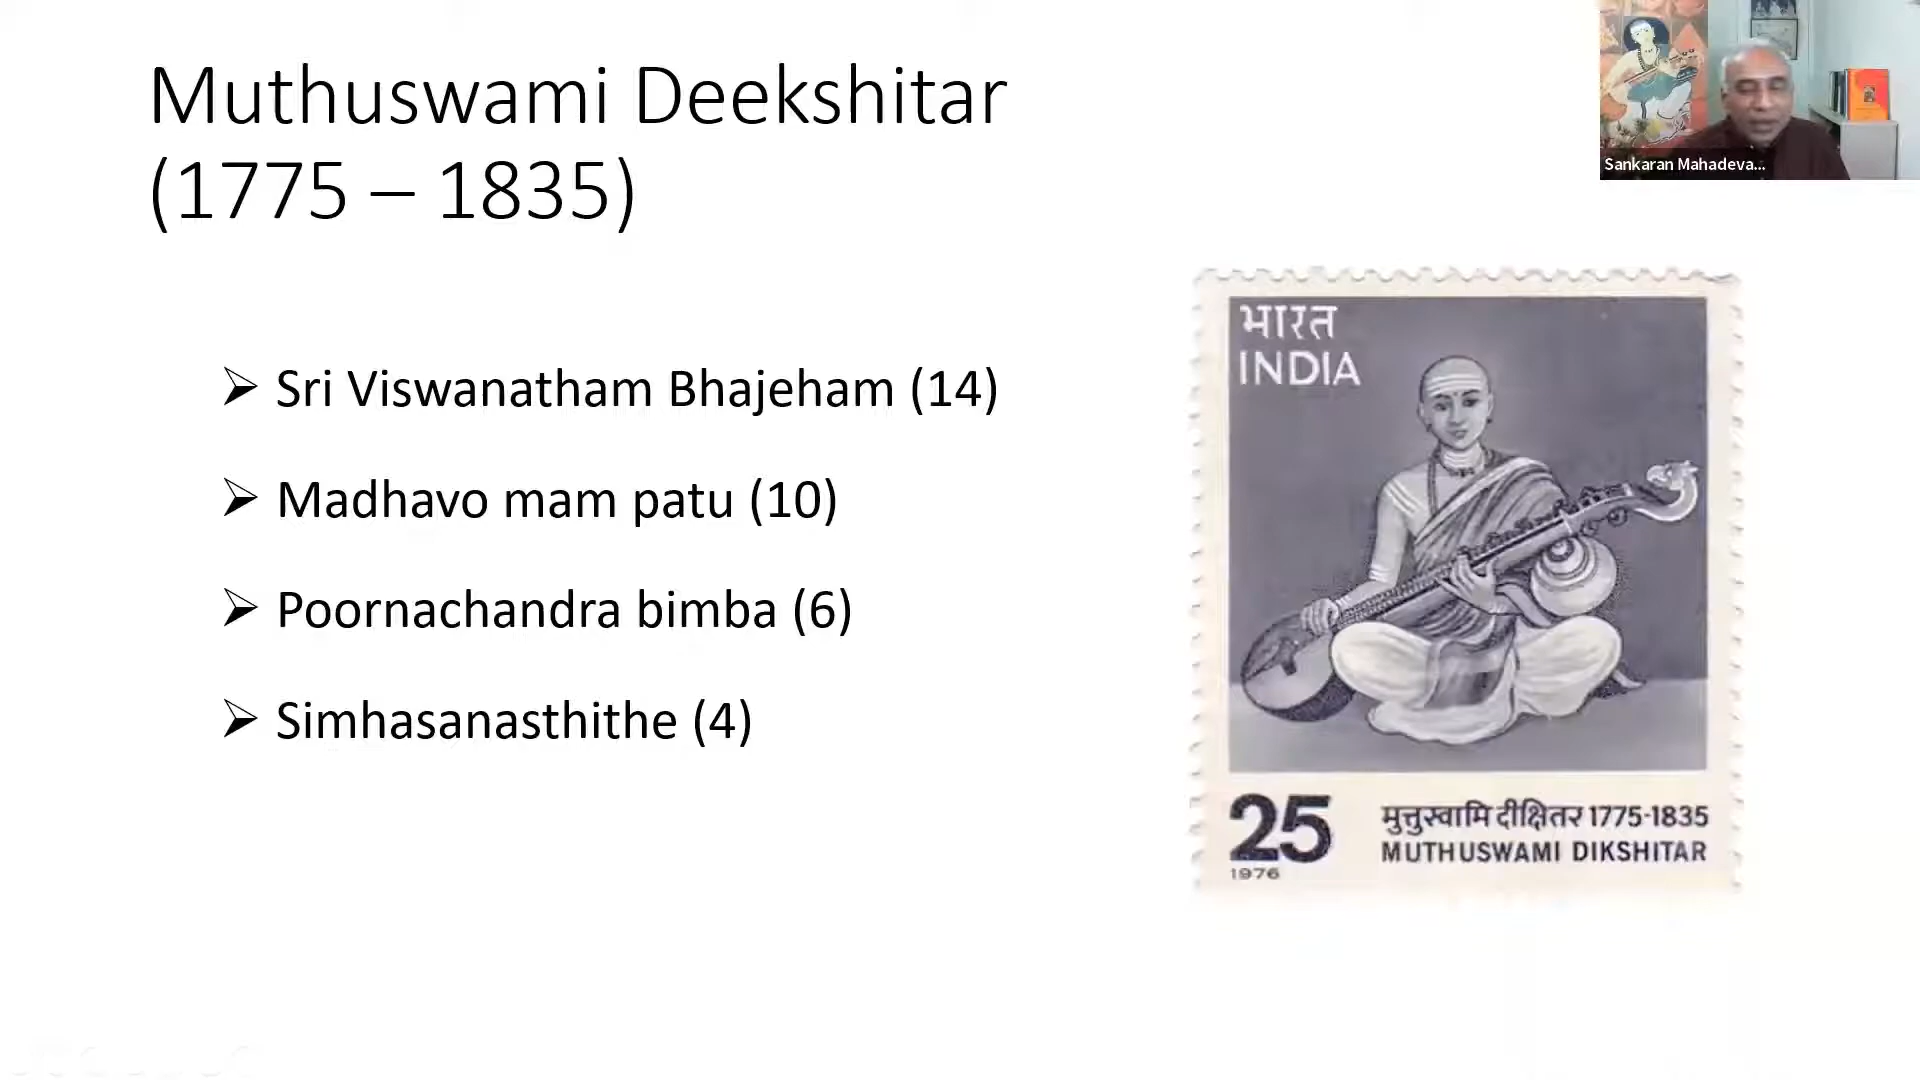 Muthuswami Deekshitar
(1775 – 1835)
Sankaran Mahadeva...
➢ Sri Viswanatham Bhajeham (14)
➢ Madhavo mam patu (10)
➢ Poornachandra bimba (6)
➢ Simhasanasthithe (4)
भारत
INDIA
25
1976
मुत्तुस्वामि दीक्षितर 1775-1835
MUTHUSWAMI DIKSHITAR